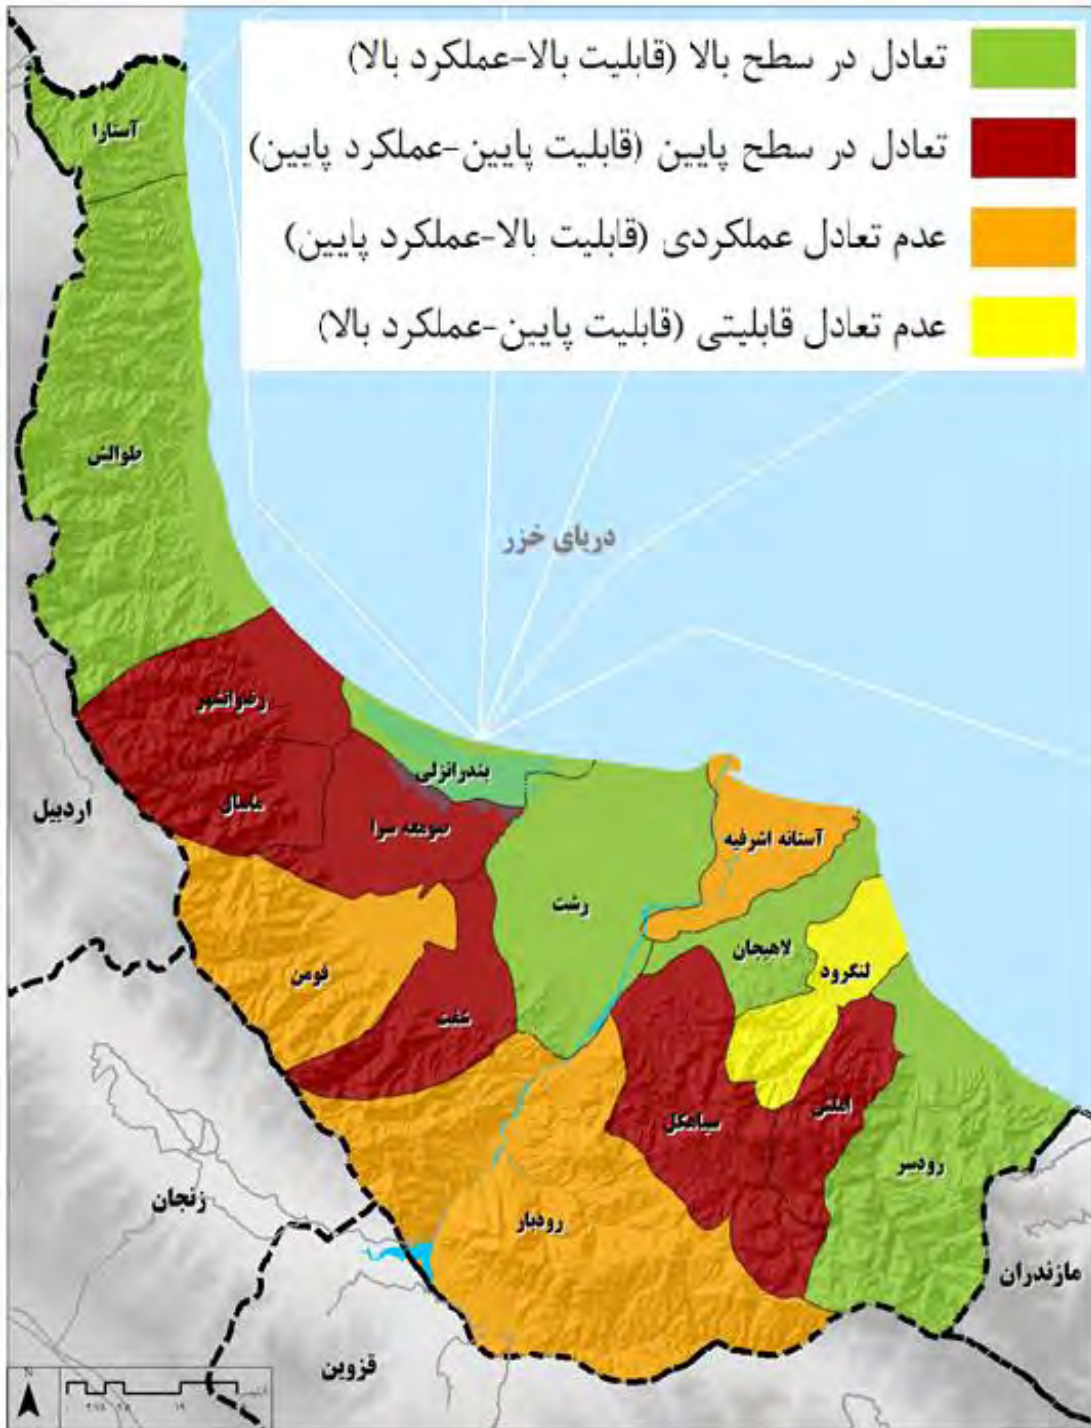 تعادل در سطح بالا (قابلیت بالا-عملکرد بالا)
تعادل در سطح پایین (قابلیت پایین-عملکرد پایین)
عدم تعادل عملکردی (قابلیت بالا-عملکرد پایین)
عدم تعادل قابلیتی (قابلیت پایین-عملکرد بالا)
آستارا
طوالش
دریای خزر
رضوانشهر
بندرانزلی
ماسال
صومعه سرا
اردبیل
آستانه اشرفیه
رشت
لاهیجان
لنگرود
فومن
شفت
سیاهکل
املش
رودسر
زنجان
رودبار
مازندران
قزوین
N